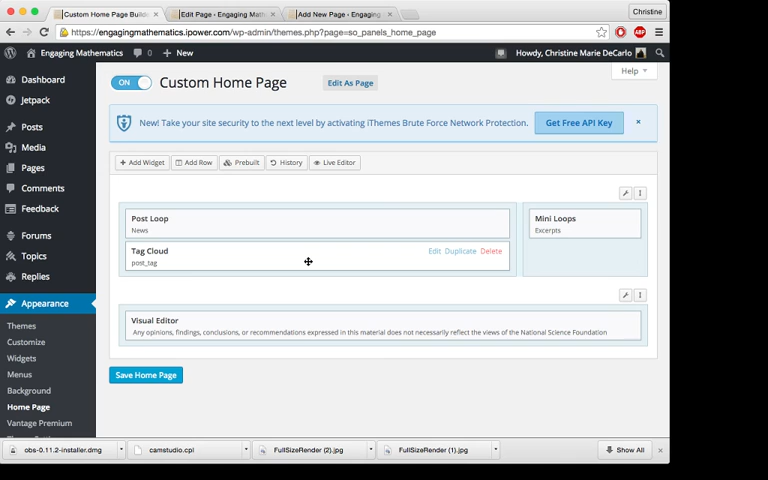 Custom Home Page Build
Edit Page ‹ Engaging Math
Add New Page ‹ Engaging
Christine
https://engagingmathematics.ipower.com/wp-admin/themes.php?page=so_panels_home_page
ABP
Engaging Mathematics
0
+ New
Howdy, Christine Marie DeCarlo
Dashboard
Jetpack
Posts
Media
Pages
Comments
Feedback
Forums
Topics
Replies
Appearance
Themes
Customize
Widgets
Menus
Background
Home Page
Vantage Premium
Help
ON
Custom Home Page
Edit As Page
New! Take your site security to the next level by activating iThemes Brute Force Network Protection.
Get Free API Key
Add Widget
Add Row
Prebuilt
History
Live Editor
Post Loop
News
Mini Loops
Excerpts
Tag Cloud
post_tag
Edit Duplicate Delete
Visual Editor
Any opinions, findings, conclusions, or recommendations expressed in this material does not necessarily reflect the views of the National Science Foundation
Save Home Page
obs-0.11.2-installer.dmg
camstudio.cpl
FullSizeRender (2).jpg
FullSizeRender (1).jpg
Show All